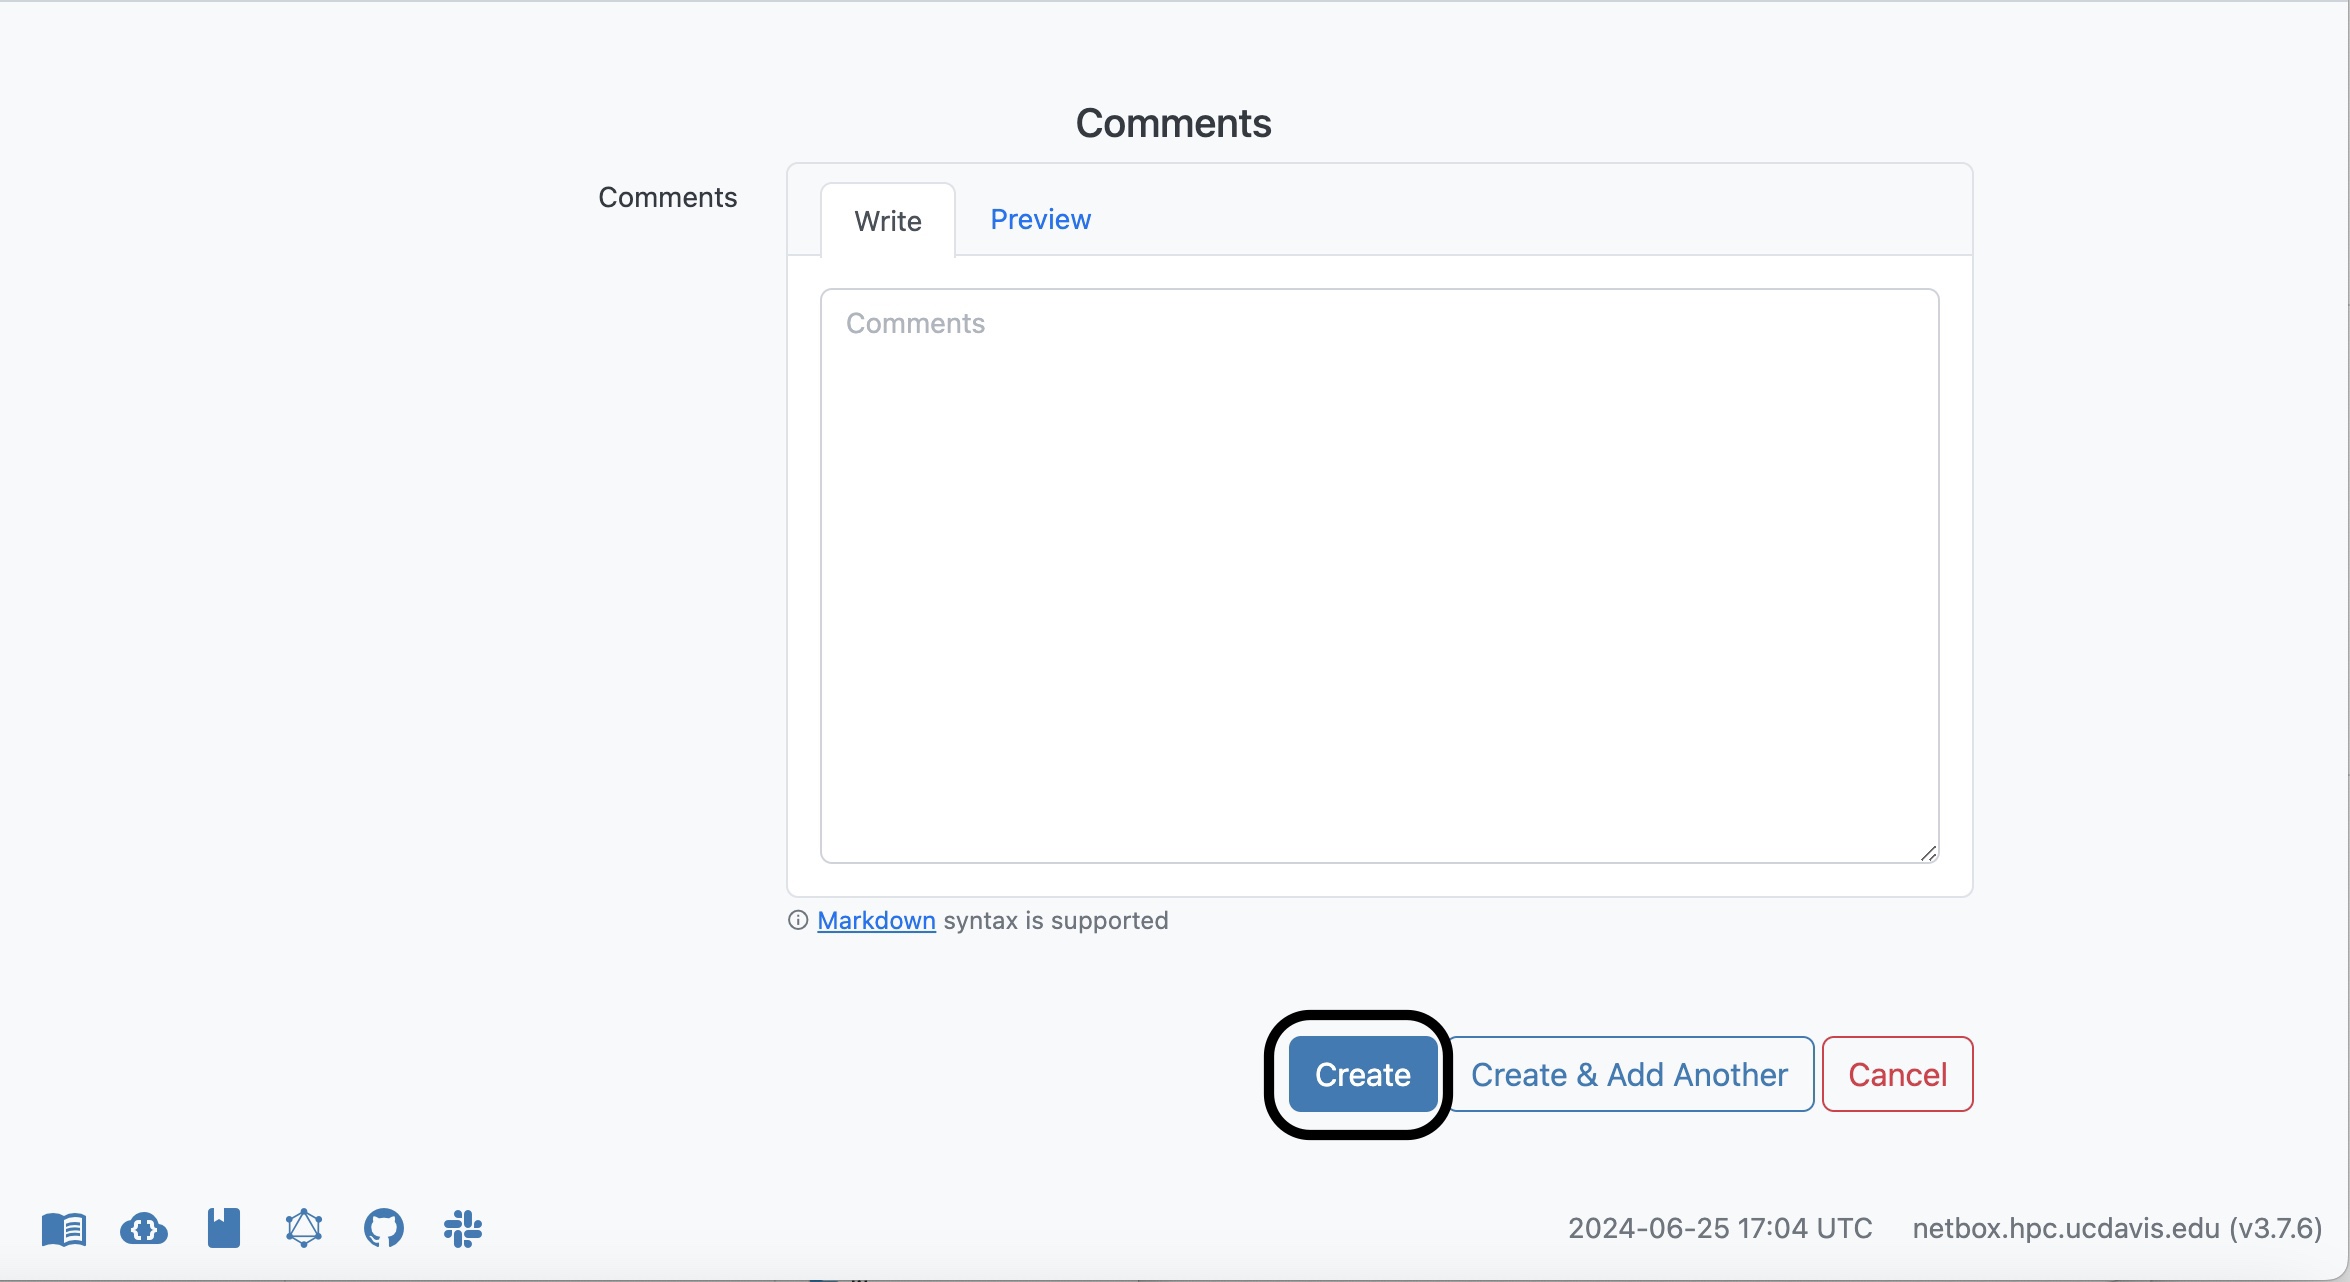 Comments
Comments
Write Preview
Comments
Markdown syntax is supported
Create Create & Add Another Cancel
2024-06-25 17:04 UTC netbox.hpc.ucdavis.edu (v3.7.6)